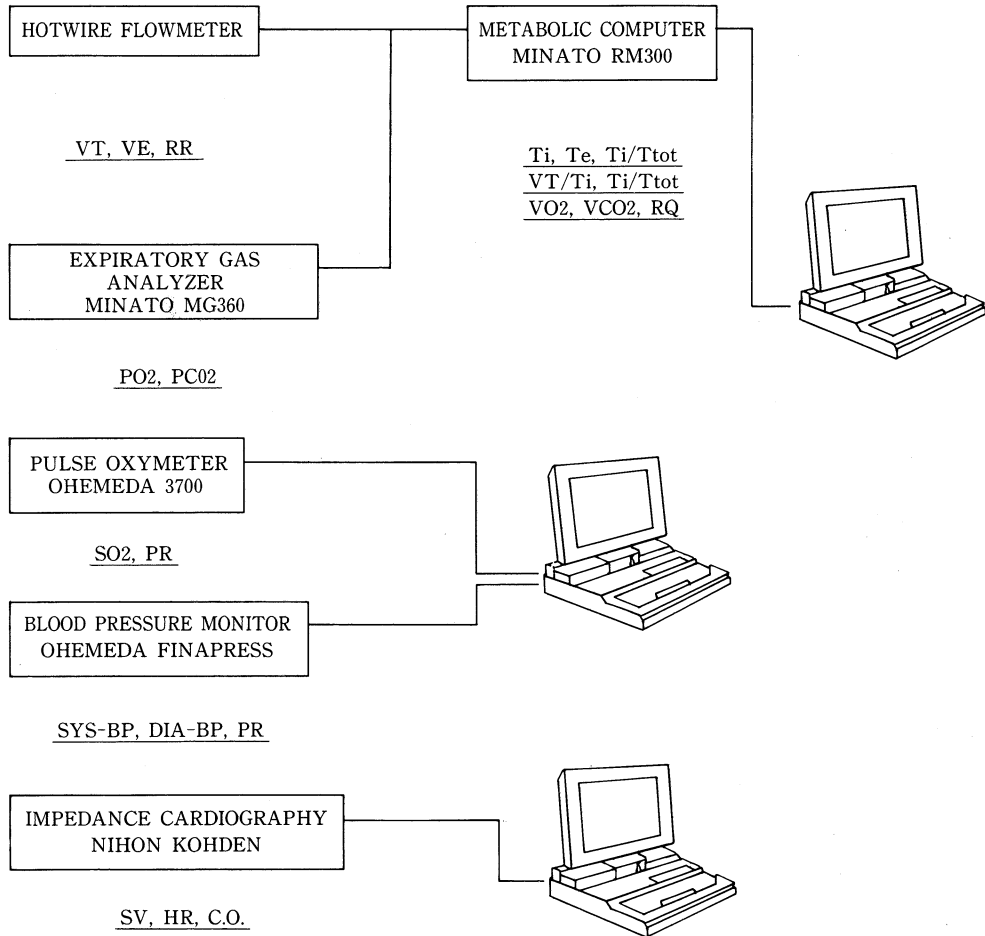 HOTWIRE FLOWMETER
METABOLIC COMPUTER
MINATO RM300
VT, VE, RR
Ti, Te, Ti/Ttot
VT/Ti, Ti/Ttot
VO2, VCO2, RQ
EXPIRATORY GAS
ANALYZER
MINATO MG360
PO2, PC02
PULSE OXYMETER
OHEMEDA 3700
SO2, PR
BLOOD PRESSURE MONITOR
OHEMEDA FINAPRESS
SYS-BP, DIA-BP, PR
IMPEDANCE CARDIOGRAPHY
NIHON KOHDEN
SV, HR, C.O.